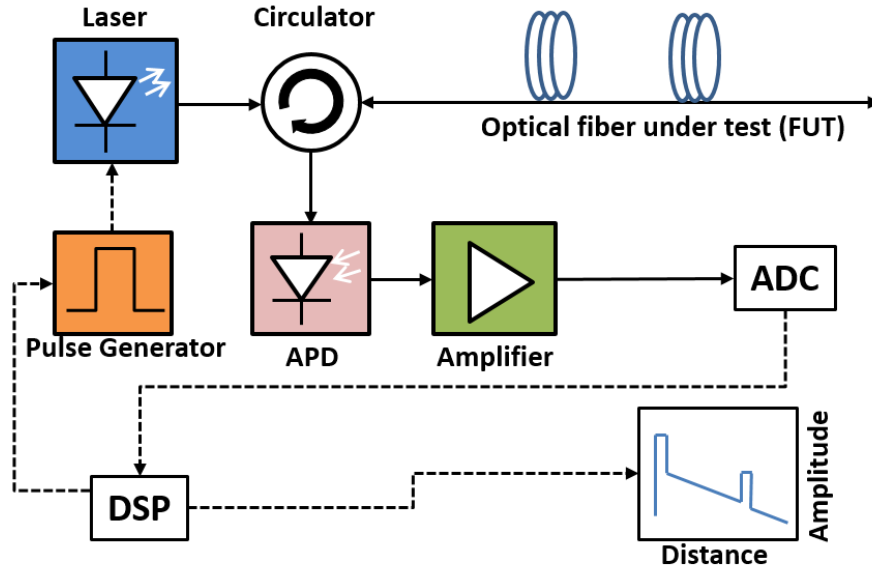 Laser
Circulator
Optical fiber under test (FUT)
ADC
Pulse Generator
APD
Amplifier
DSP
Amplitude
Distance